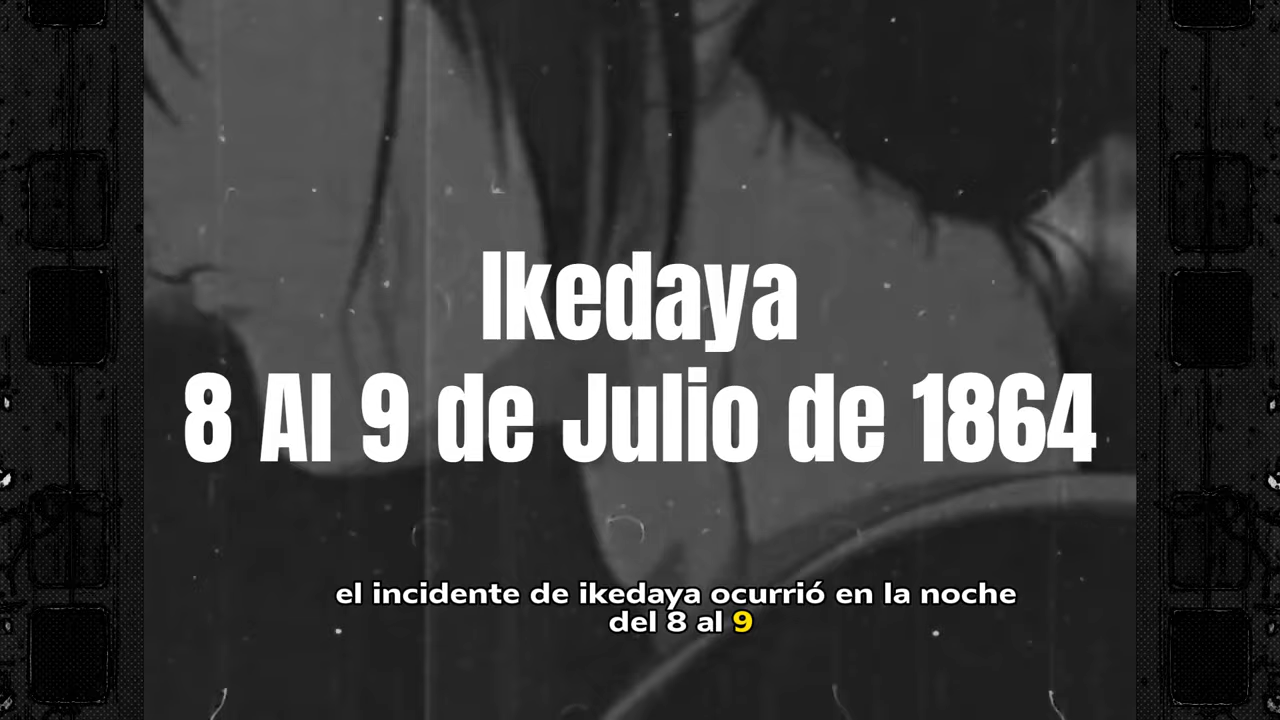 Ikedaya
8 Al 9 de Julio de 1864
el incidente de ikedaya ocurrió en la noche
del 8 al 9